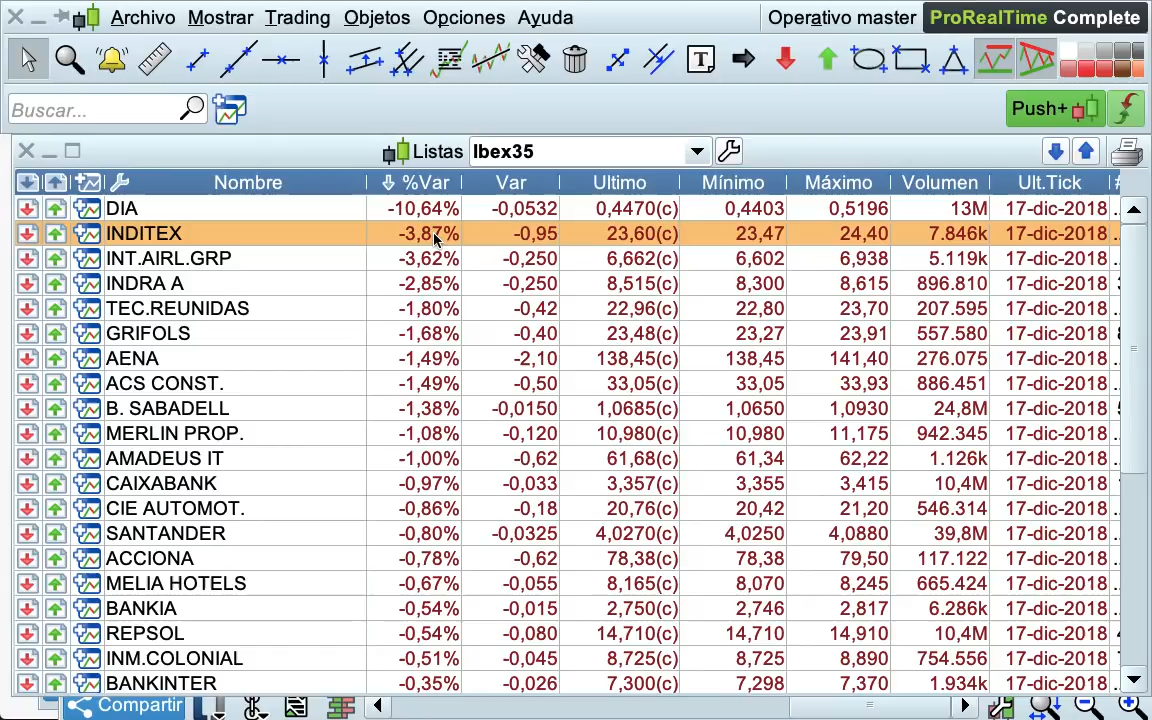 Archivo Mostrar Trading Objetos Opciones Ayuda Operativo master ProRealTime Complete
T
Buscar... Push+
Listas Ibex35
Nombre %Var Var Ultimo Mínimo Máximo Volumen Ult.Tick
DIA -10,64% -0,0532 0,4470(c) 0,4403 0,5196 13M 17-dic-2018
INDITEX -3,87% -0,95 23,60(c) 23,47 24,40 7.846k 17-dic-2018
INT.AIRL.GRP -3,62% -0,250 6,662(c) 6,602 6,938 5.119k 17-dic-2018
INDRA A -2,85% -0,250 8,515(c) 8,300 8,615 896.810 17-dic-2018
TEC.REUNIDAS -1,80% -0,42 22,96(c) 22,80 23,70 207.595 17-dic-2018
GRIFOLS -1,68% -0,40 23,48(c) 23,27 23,91 557.580 17-dic-2018
AENA -1,49% -2,10 138,45(c) 138,45 141,40 276.075 17-dic-2018
ACS CONST. -1,49% -0,50 33,05(c) 33,05 33,93 886.451 17-dic-2018
B. SABADELL -1,38% -0,0150 1,0685(c) 1,0650 1,0930 24,8M 17-dic-2018
MERLIN PROP. -1,08% -0,120 10,980(c) 10,980 11,175 942.345 17-dic-2018
AMADEUS IT -1,00% -0,62 61,68(c) 61,34 62,22 1.126k 17-dic-2018
CAIXABANK -0,97% -0,033 3,357(c) 3,355 3,415 10,4M 17-dic-2018
CIE AUTOMOT. -0,86% -0,18 20,76(c) 20,42 21,20 546.314 17-dic-2018
SANTANDER -0,80% -0,0325 4,0270(c) 4,0250 4,0880 39,8M 17-dic-2018
ACCIONA -0,78% -0,62 78,38(c) 78,38 79,50 117.122 17-dic-2018
MELIA HOTELS -0,67% -0,055 8,165(c) 8,070 8,245 665.424 17-dic-2018
BANKIA -0,54% -0,015 2,750(c) 2,746 2,817 6.286k 17-dic-2018
REPSOL -0,54% -0,080 14,710(c) 14,710 14,910 10,4M 17-dic-2018
INM.COLONIAL -0,51% -0,045 8,725(c) 8,725 8,890 754.556 17-dic-2018
BANKINTER -0,35% -0,026 7,300(c) 7,298 7,370 1.934k 17-dic-2018
Compartir